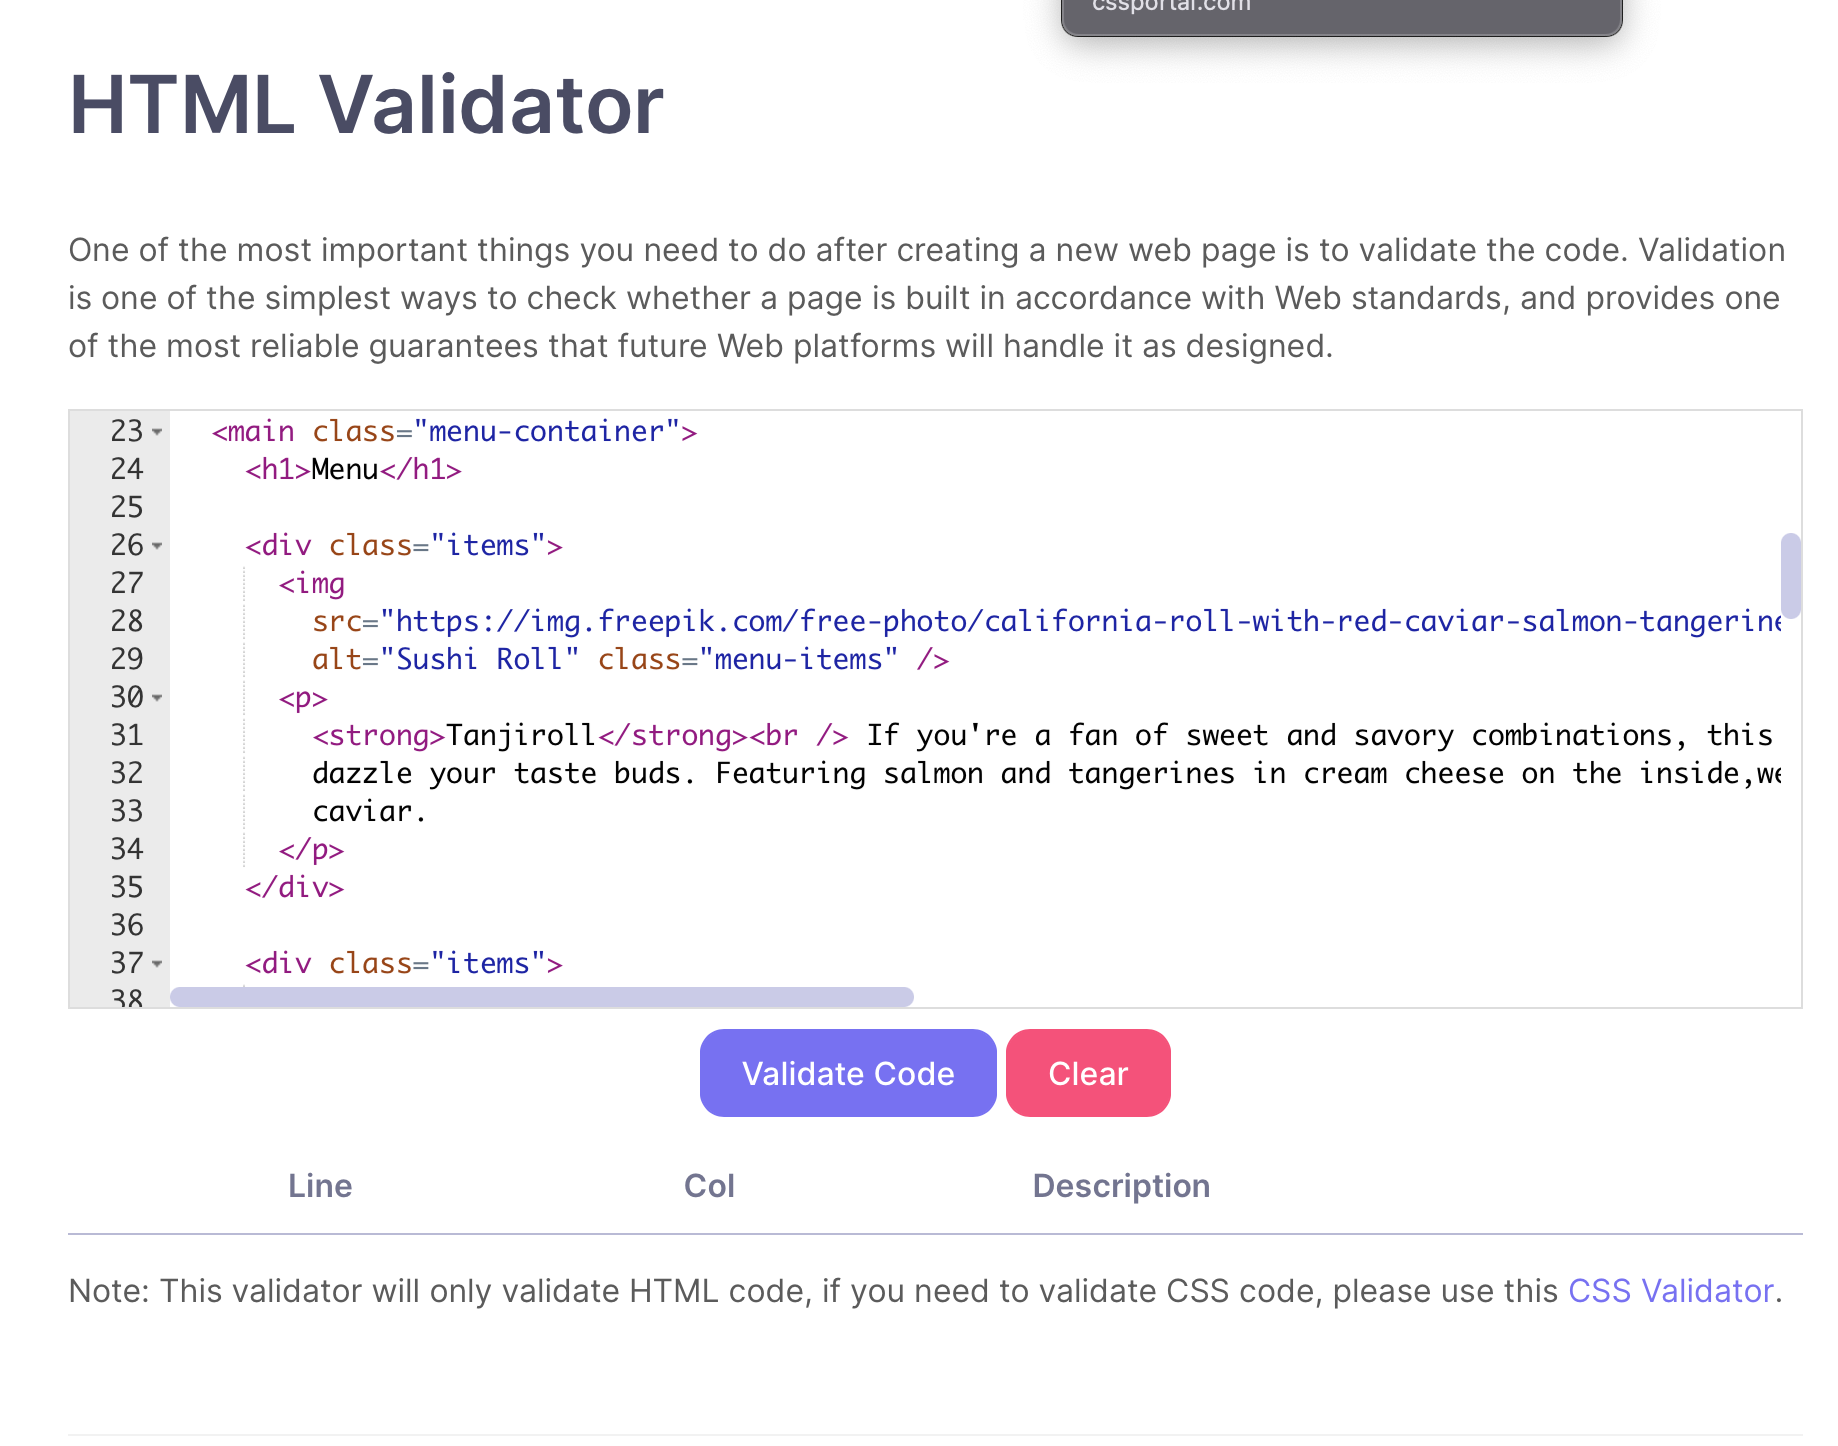 cssportal.com
HTML Validator
One of the most important things you need to do after creating a new web page is to validate the code. Validation
is one of the simplest ways to check whether a page is built in accordance with Web standards, and provides one
of the most reliable guarantees that future Web platforms will handle it as designed.
23 <main class="menu-container">
24 <h1>Menu</h1>
25
26 <div class="items">
27 <img
28 src="https://img.freepik.com/free-photo/california-roll-with-red-caviar-salmon-tangerine
29 alt="Sushi Roll" class="menu-items" />
30 <p>
31 <strong>Tanjiroll</strong><br /> If you're a fan of sweet and savory combinations, this
32 dazzle your taste buds. Featuring salmon and tangerines in cream cheese on the inside,we
33 caviar.
34 </p>
35 </div>
36
37 <div class="items">
38
Validate Code Clear
Line Col Description
Note: This validator will only validate HTML code, if you need to validate CSS code, please use this CSS Validator.